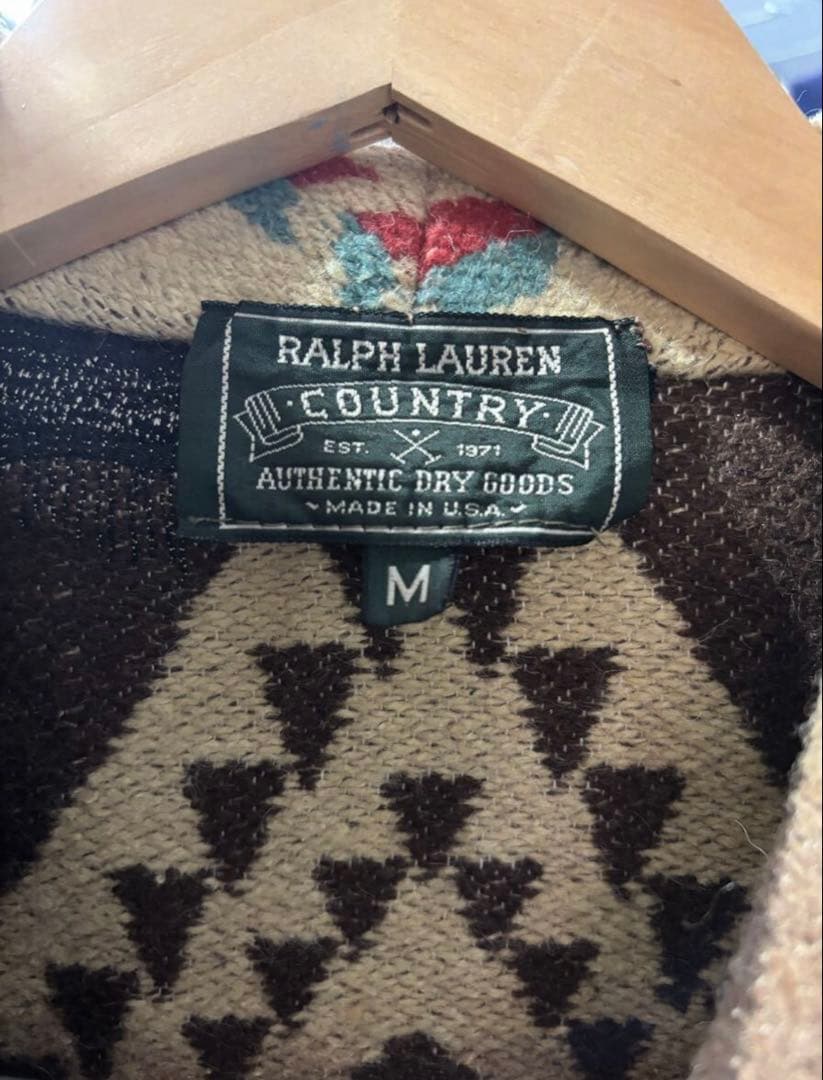 RALPH LAUREN
·COUNTRY·
EST. 1971
AUTHENTIC DRY GOODS
MADE IN U.S.A.
M